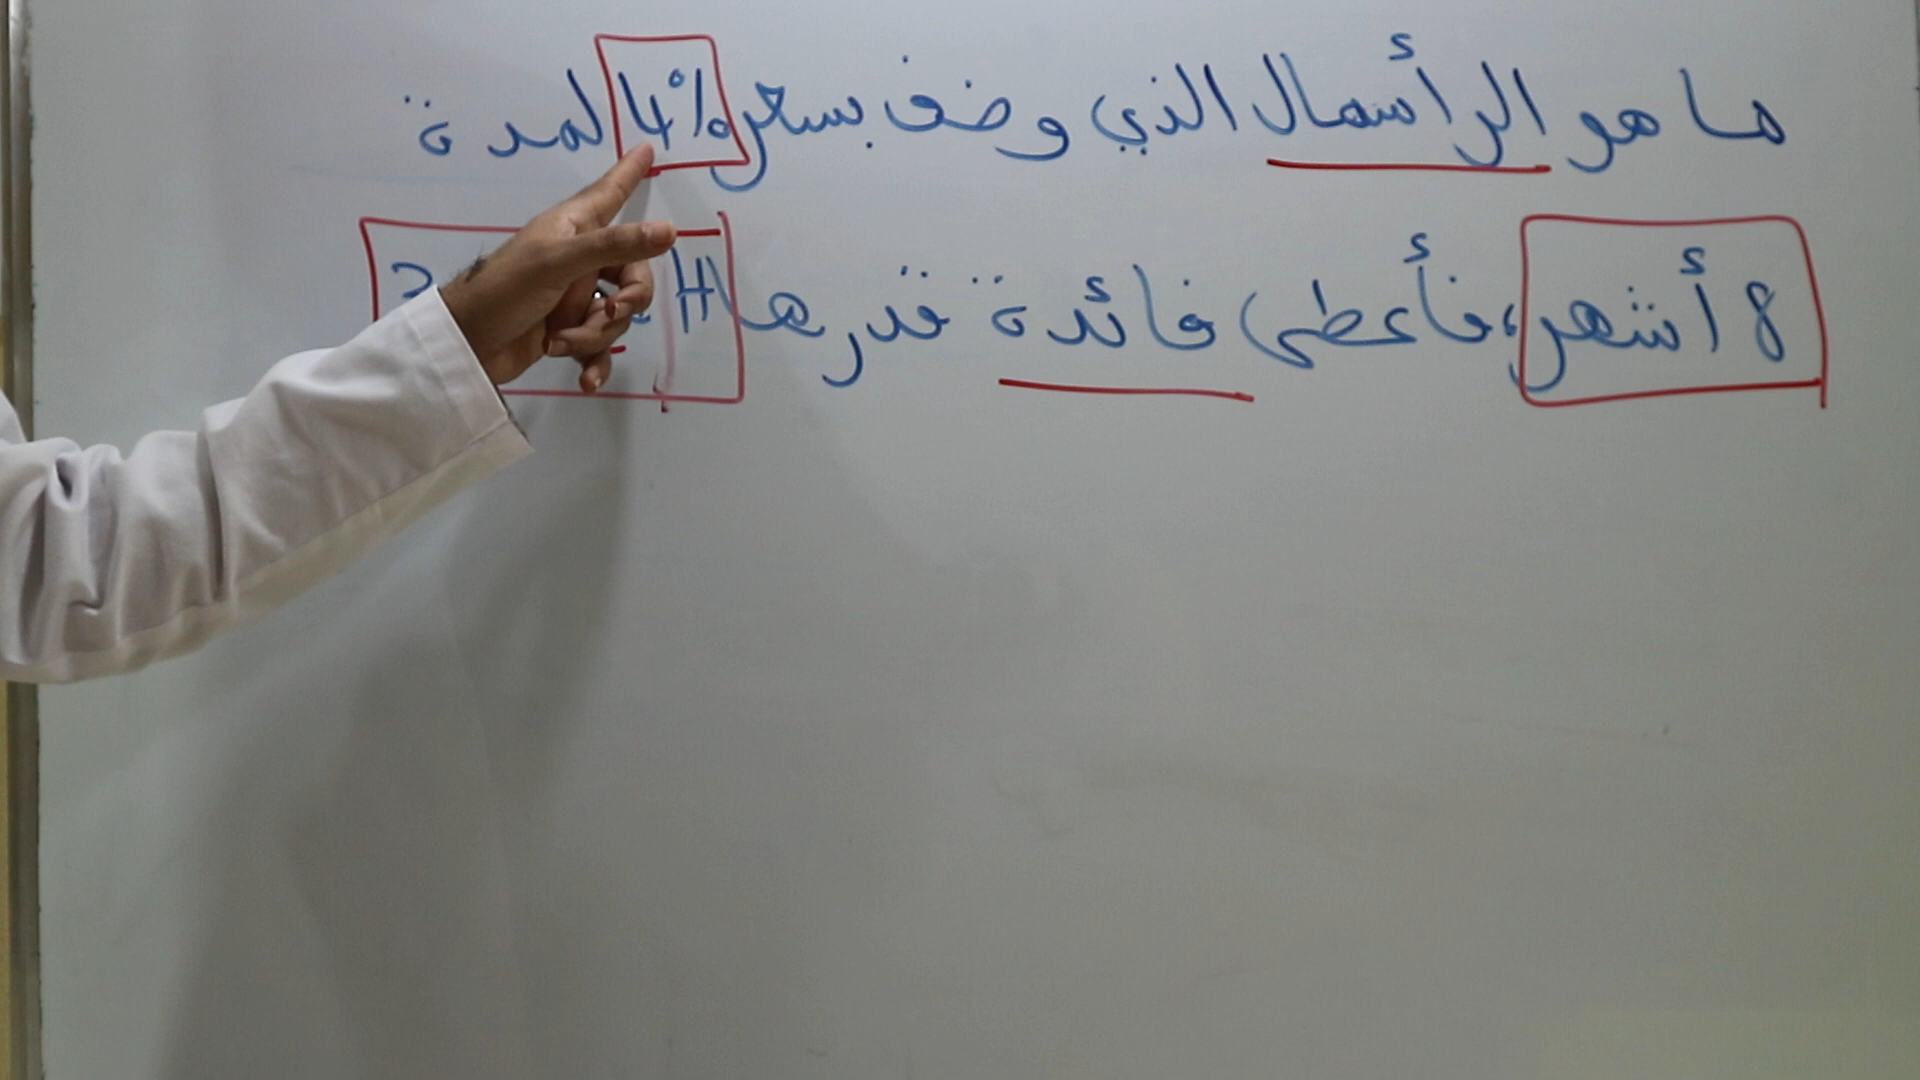 ما هو الرأسمال الذي وضف بسعر 4% لمدة
8 أشهر، فأعطى فائدة قدرها